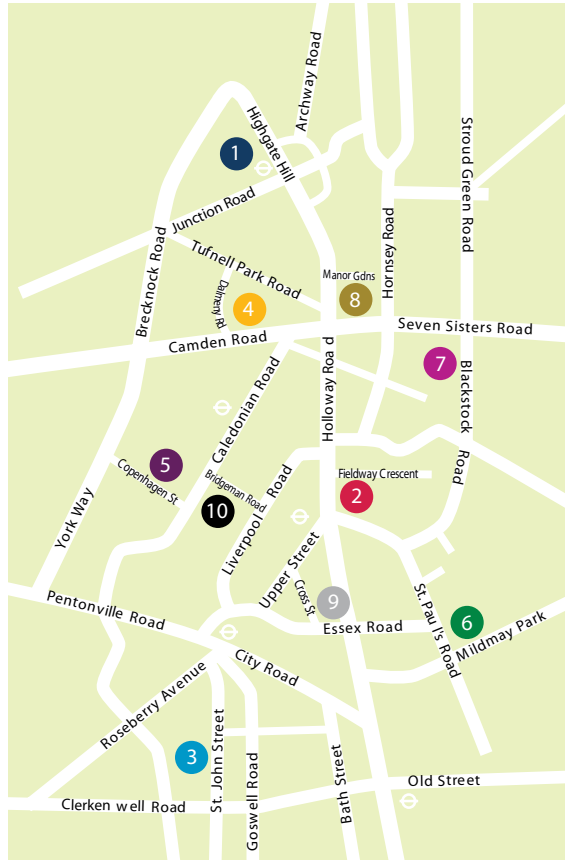 Archway Road
Highgate Hill
1
Stroud Green Road
Junction Road
Hornsey Road
Brecknock Road
Tufnell Park Road
Manor Gdns
Dalmeny Rd
4
8
Seven Sisters Road
Camden Road
Holloway Roa d
7
Blackstock
Road
Caledonian Road
5
Copenhagen St
Bridgeman Road
10
Liverpool Road
Fieldway Crescent
2
York Way
Upper Street
Cross St.
9
Essex Road
St. Pau l's Road
6
Mildmay Park
Pentonville Road
City Road
Roseberry Avenue
3
St. John Street
Goswell Road
Bath Street
Old Street
Clerken well Road